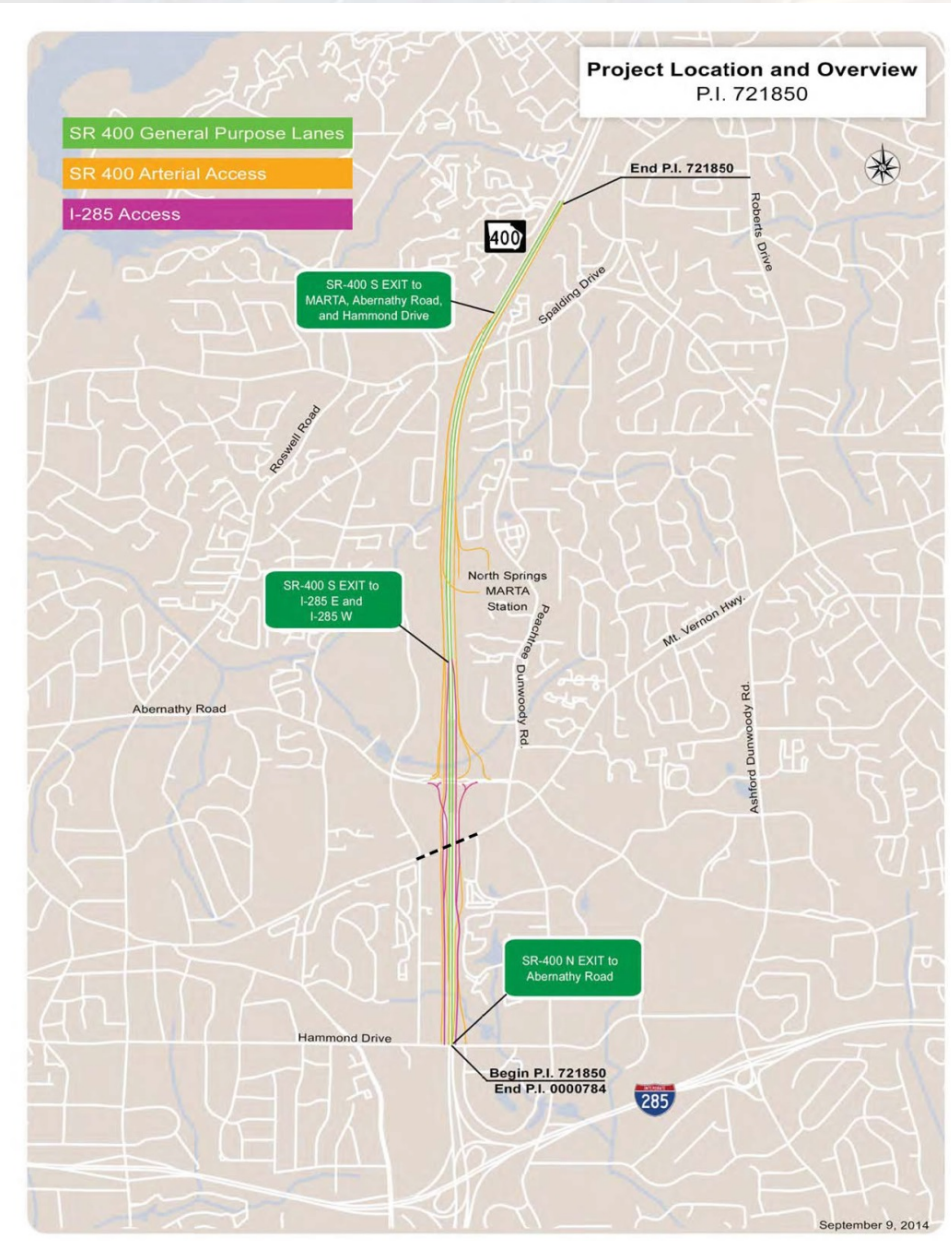 Project Location and Overview
P.I. 721850
SR 400 General Purpose Lanes
SR 400 Arterial Access
I-285 Access
End P.I. 721850
400
Roberts Drive
SR-400 S EXIT to
MARTA, Abernathy Road,
and Hammond Drive
Spalding Drive
Roswell Road
North Springs
MARTA
Station
SR-400 S EXIT to
I-285 E and
I-285 W
Peachtree Dunwoody Rd.
Mt. Vernon Hwy.
Abernathy Road
Ashford Dunwoody Rd.
SR-400 N EXIT to
Abernathy Road
Hammond Drive
Begin P.I. 721850
End P.I. 0000784
INTERSTATE
285
September 9, 2014